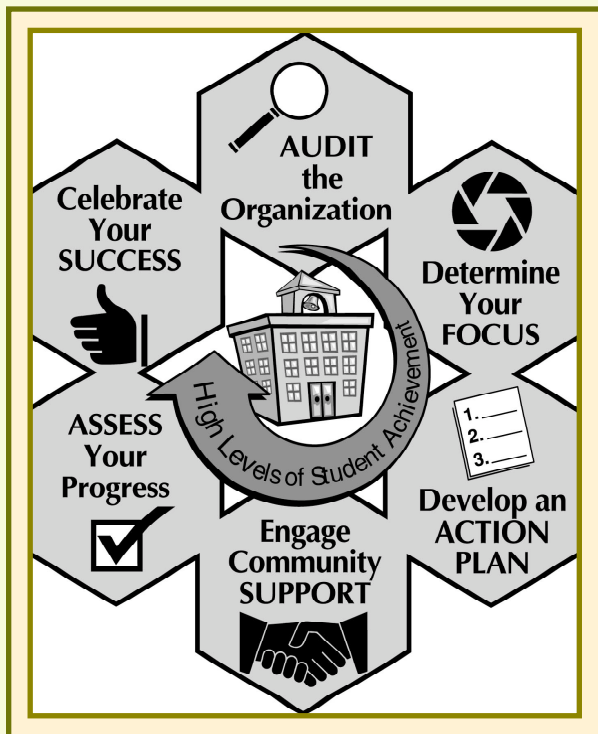 AUDIT
the
Organization
Determine
Your
FOCUS
1.
2.
3.
Develop an
ACTION
PLAN
Engage
Community
SUPPORT
ASSESS
Your
Progress
Celebrate
Your
SUCCESS
High Levels of Student Achievement